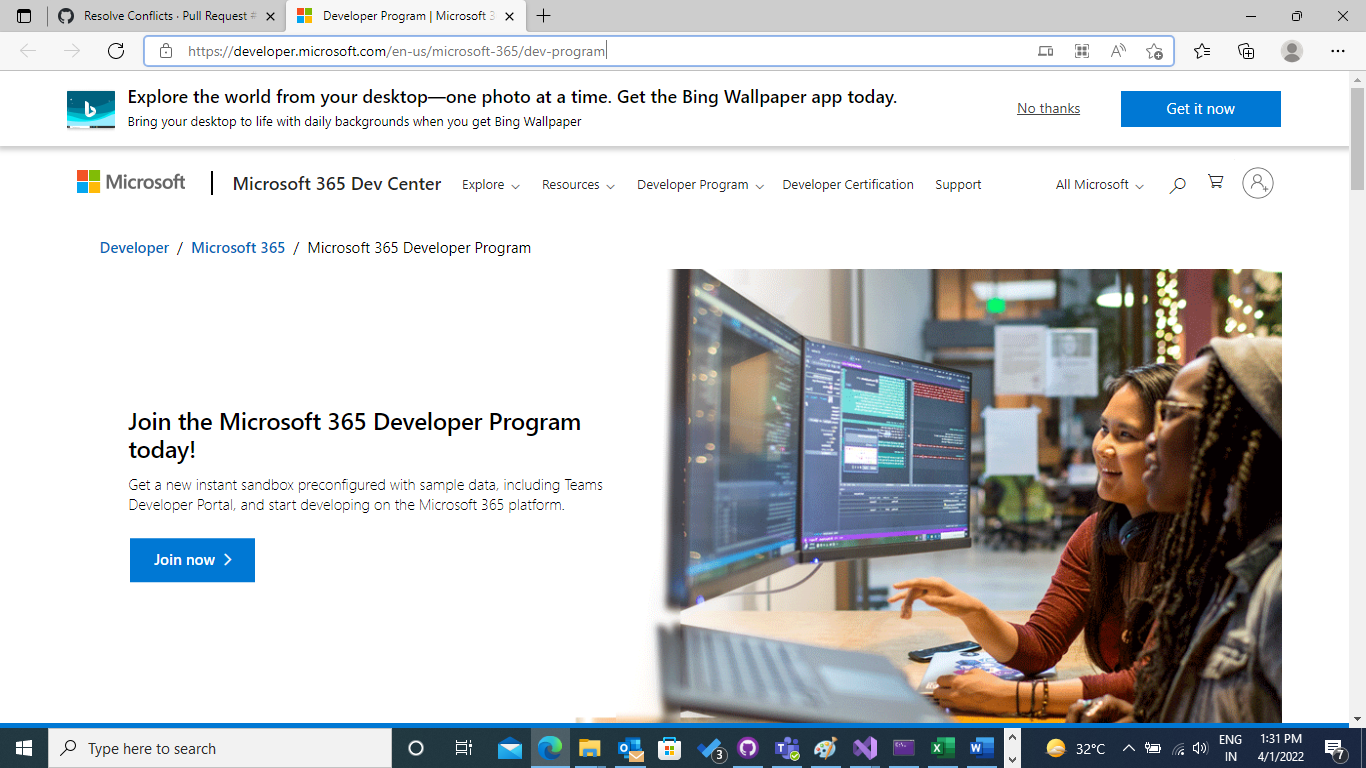 Resolve Conflicts · Pull Request #
Developer Program | Microsoft 3
https://developer.microsoft.com/en-us/microsoft-365/dev-program
Explore the world from your desktop—one photo at a time. Get the Bing Wallpaper app today.
Bring your desktop to life with daily backgrounds when you get Bing Wallpaper
No thanks
Get it now
Microsoft
Microsoft 365 Dev Center
Explore
Resources
Developer Program
Developer Certification
Support
All Microsoft
Developer / Microsoft 365 / Microsoft 365 Developer Program
Join the Microsoft 365 Developer Program
today!
Get a new instant sandbox preconfigured with sample data, including Teams
Developer Portal, and start developing on the Microsoft 365 platform.
Join now
Type here to search
3
32°C
ENG
IN
1:31 PM
4/1/2022
7